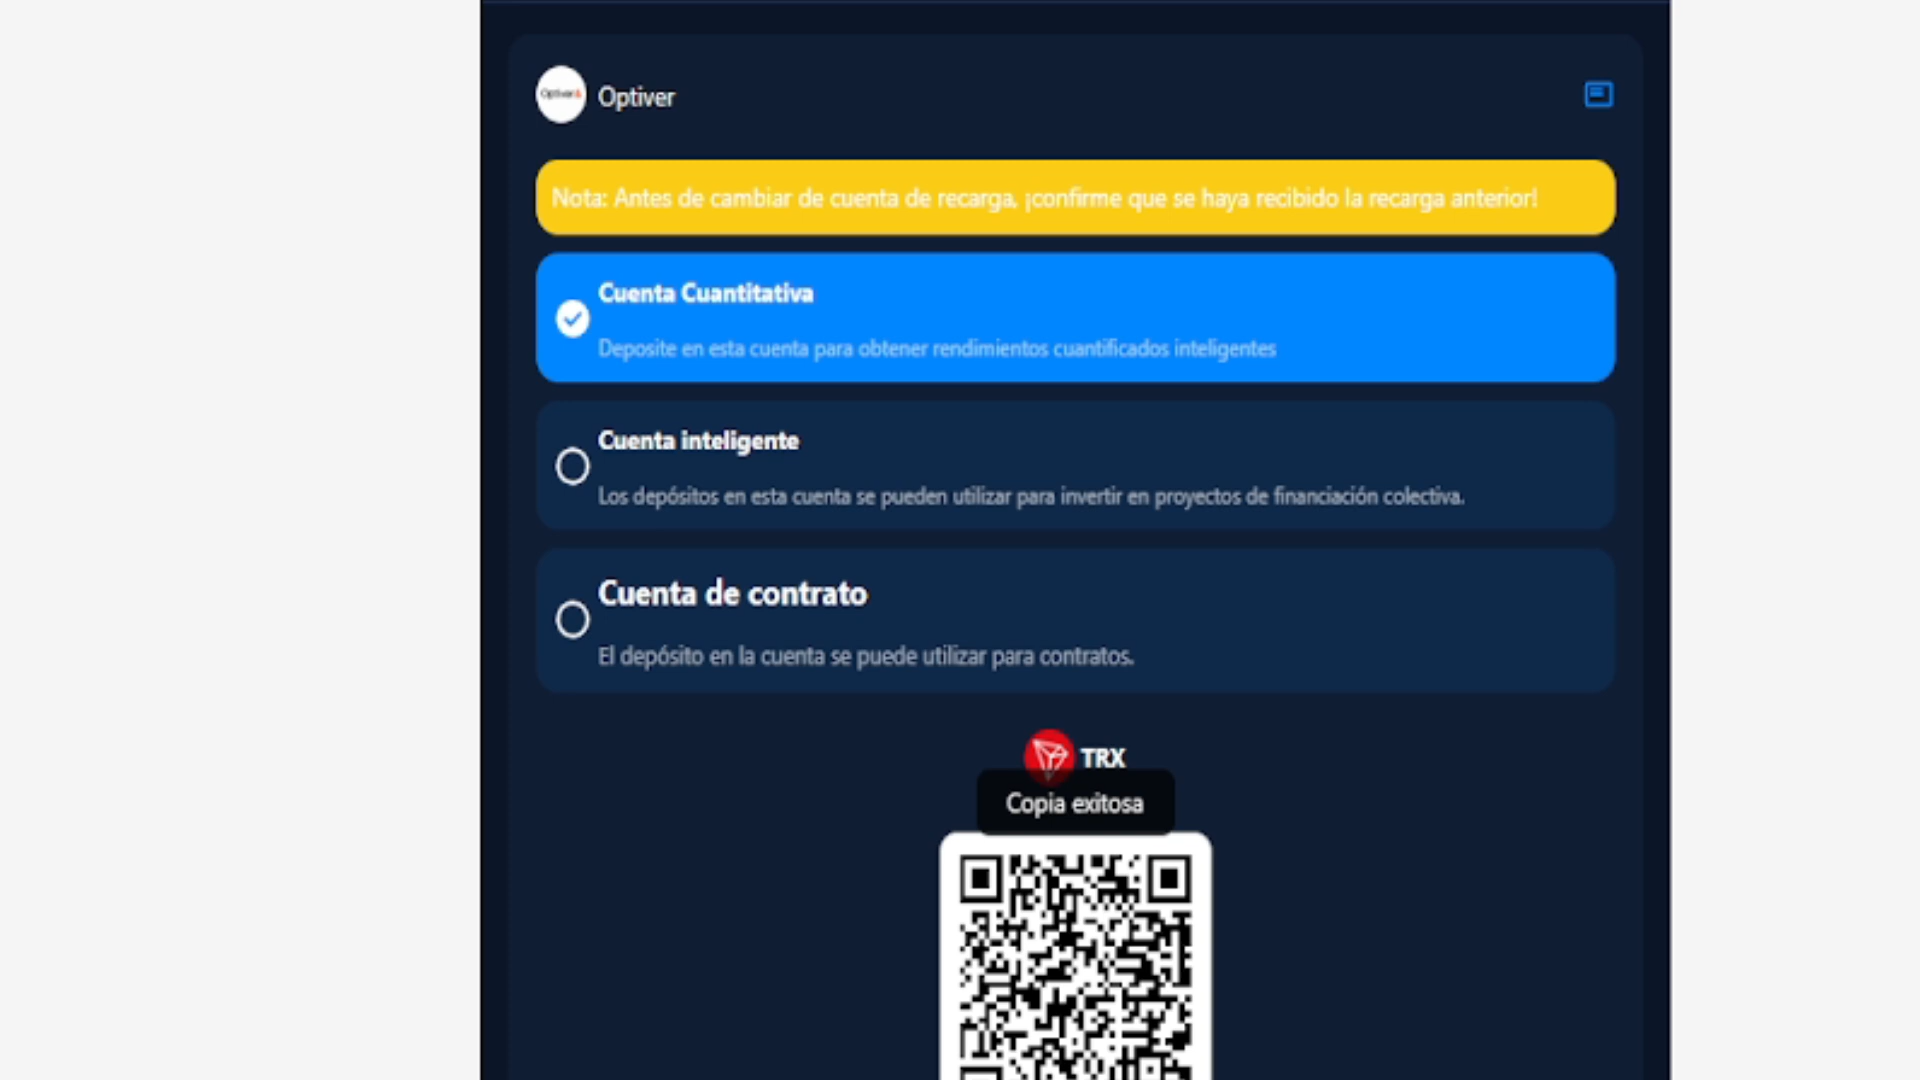 Optiver
Optiver
Nota: Antes de cambiar de cuenta de recarga, ¡confirme que se haya recibido la recarga anterior!
Cuenta Cuantitativa
Deposite en esta cuenta para obtener rendimientos cuantificados inteligentes
Cuenta inteligente
Los depósitos en esta cuenta se pueden utilizar para invertir en proyectos de financiación colectiva.
Cuenta de contrato
El depósito en la cuenta se puede utilizar para contratos.
TRX
Copia exitosa